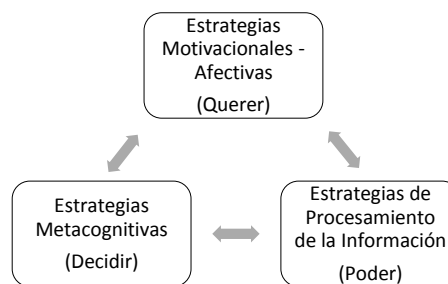 Estrategias
Motivacionales -
Afectivas
(Querer)
Estrategias
Metacognitivas
(Decidir)
Estrategias de
Procesamiento
de la Información
(Poder)